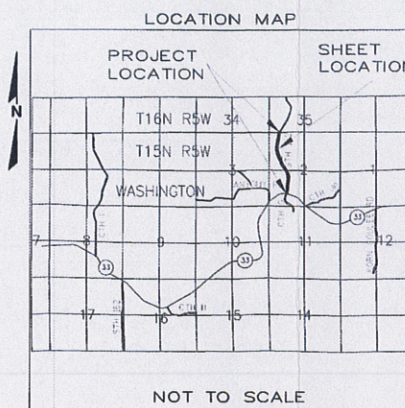 LOCATION MAP
PROJECT LOCATION
SHEET LOCATION
N
T16N R5W 34 35
T15N R5W
3 2 1
WASHINGTON
7 8 9 10 11 12
33 33 33
17 16 15 14
CTH
NOT TO SCALE